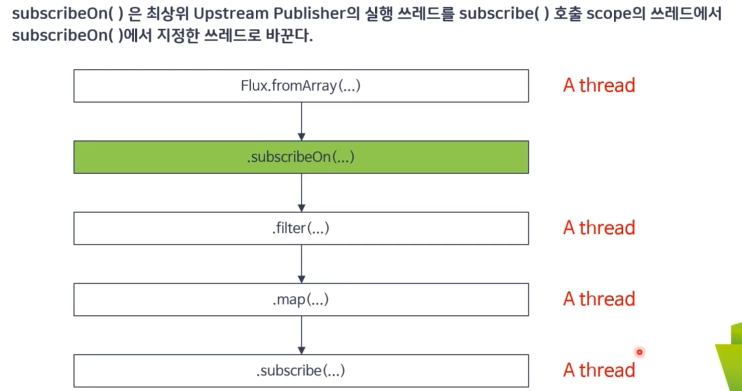 subscribeOn( ) 은 최상위 Upstream Publisher의 실행 쓰레드를 subscribe( ) 호출 scope의 쓰레드에서
subscribeOn( )에서 지정한 쓰레드로 바꾼다.
Flux.fromArray(...)
A thread
.subscribeOn(...)
.filter(...)
A thread
.map(...)
A thread
.subscribe(...)
A thread